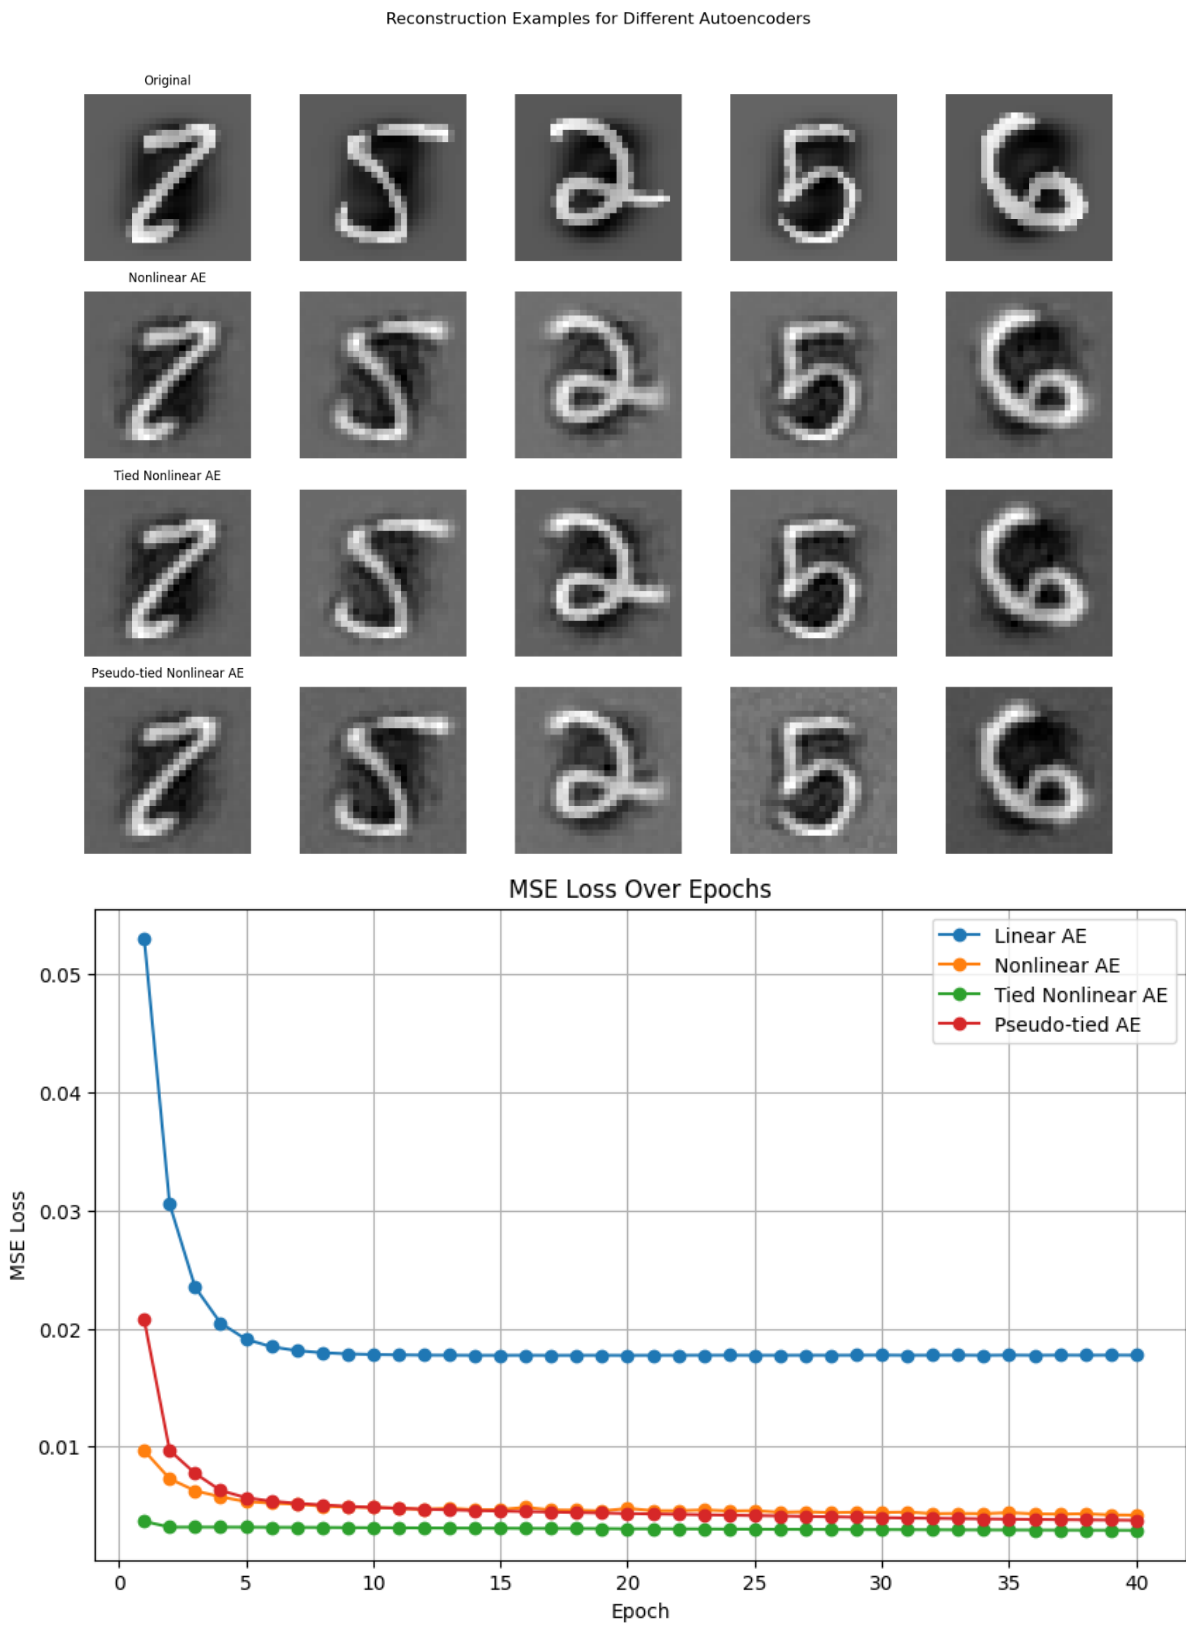 Reconstruction Examples for Different Autoencoders
Original
Nonlinear AE
Tied Nonlinear AE
Pseudo-tied Nonlinear AE
MSE Loss Over Epochs
Linear AE
Nonlinear AE
Tied Nonlinear AE
Pseudo-tied AE
0.05
0.04
0.03
0.02
0.01
MSE Loss
0 5 10 15 20 25 30 35 40
Epoch